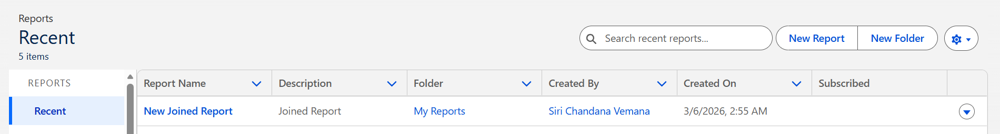 Reports
Recent
5 items
Search recent reports...
New Report
New Folder
REPORTS
Recent
Report Name Description Folder Created By Created On Subscribed
New Joined Report Joined Report My Reports Siri Chandana Vemana 3/6/2026, 2:55 AM